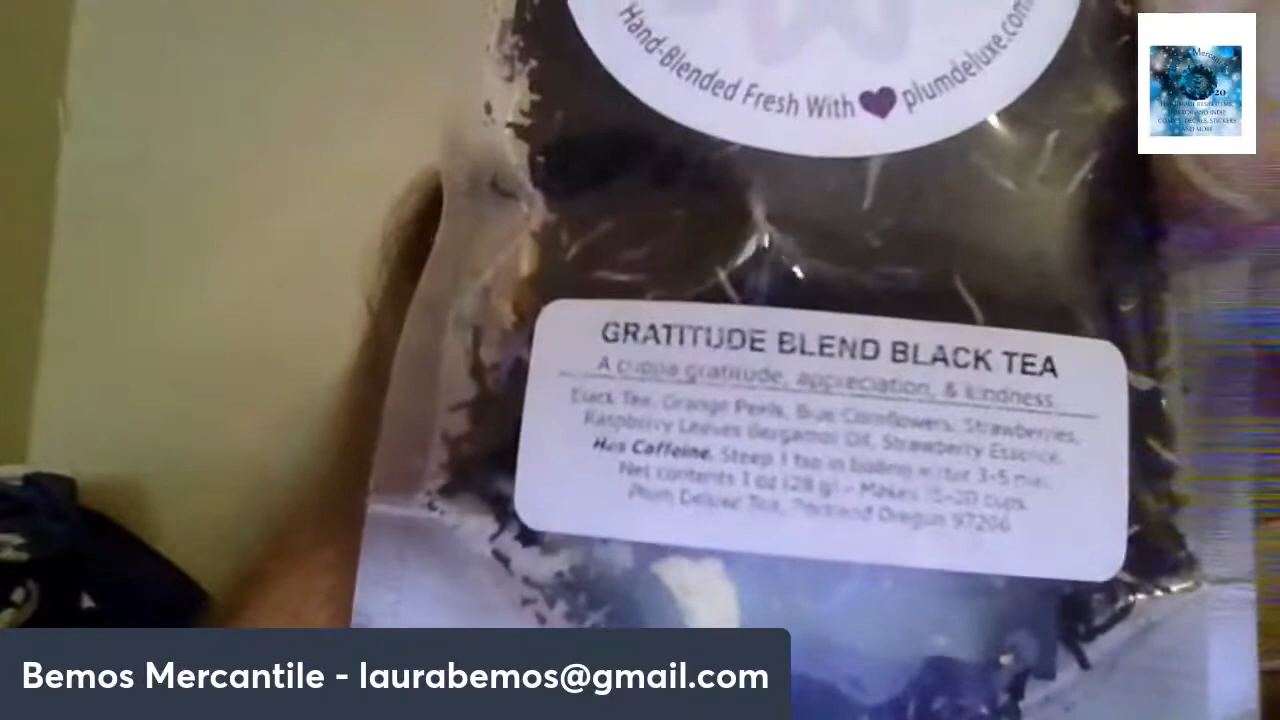 Hand-Blended Fresh With plumdeluxe.com
GRATITUDE BLEND BLACK TEA
A cuppa gratitude, appreciation, & kindness
Black Tea, Orange Peels, Blue Cornflowers, Strawberries,
Raspberry Leaves Bergamot Oil, Strawberry Essence.
Has Caffeine. Steep 1 tsp in boiling water 3-5 min.
Net contents 1 oz (28 g) - Makes 15-20 cups
Plum Deluxe Tea, Portland Oregon 97206
Bemos Mercantile - laurabemos@gmail.com